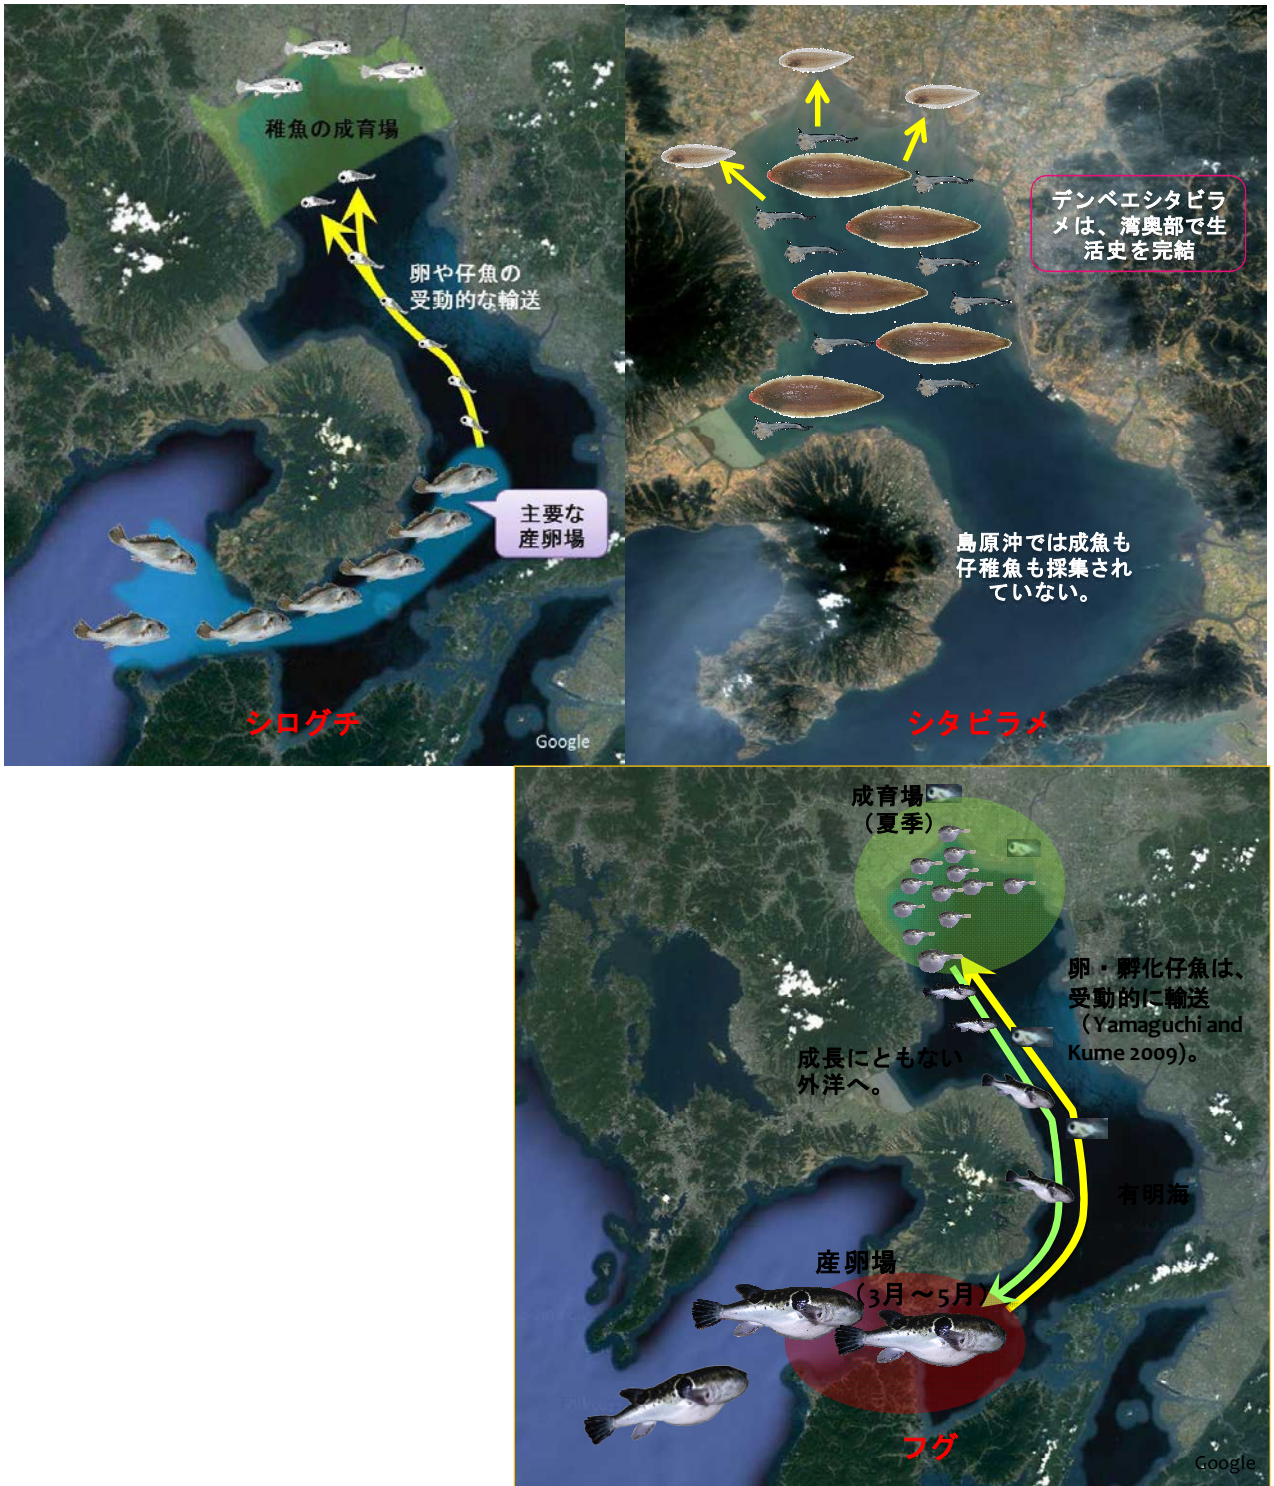 稚魚の成育場
卵や仔魚の
受動的な輸送
主要な
産卵場
シログチ
Google
デンベエシタビラ
メは、湾奥部で生
活史を完結
島原沖では成魚も
仔稚魚も採集され
ていない。
シタビラメ
成育場
（夏季）
卵・孵化仔魚は、
受動的に輸送
（Yamaguchi and
Kume 2009)。
成長にともない
外洋へ。
有明海
産卵場
（3月～5月）
フグ
Google